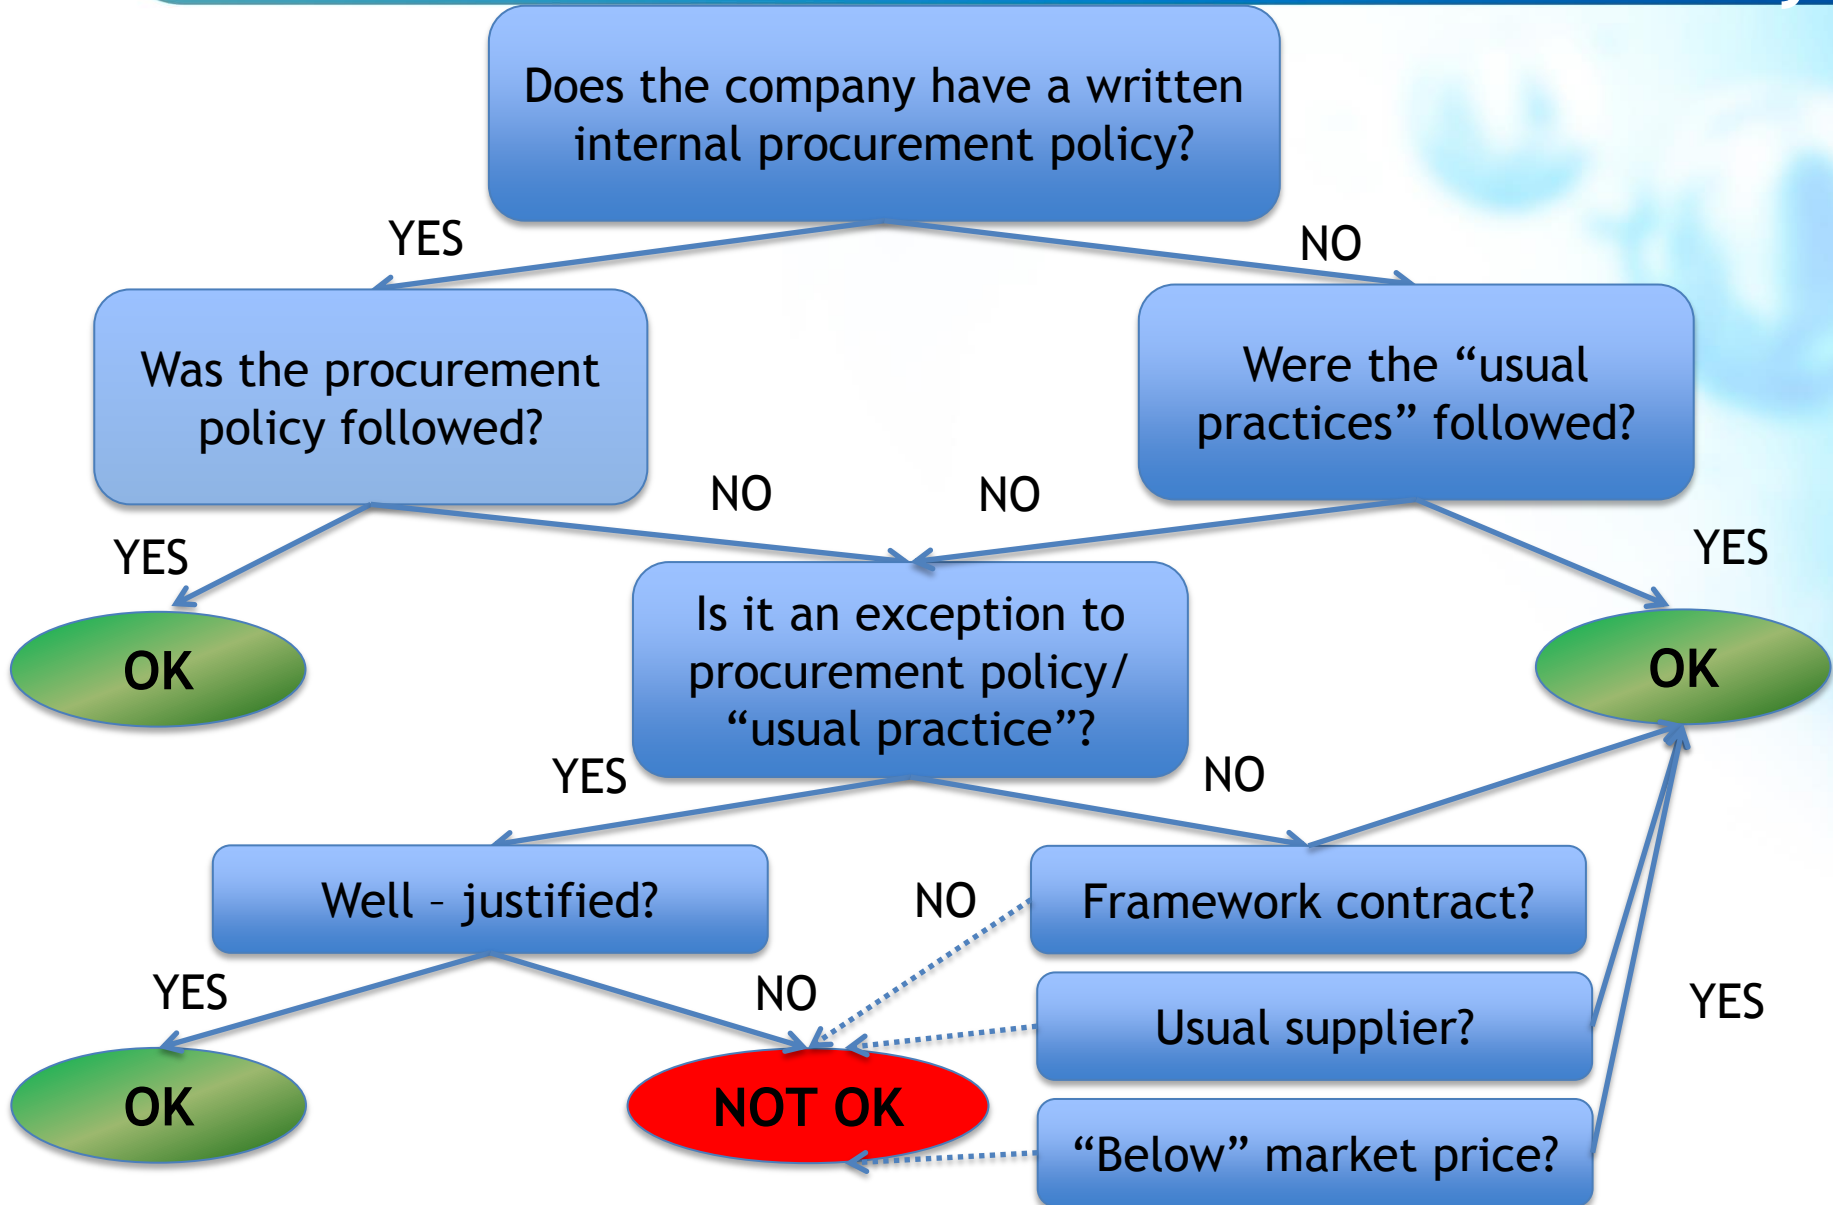 Does the company have a written
internal procurement policy?
YES
NO
Was the procurement
policy followed?
Were the “usual
practices” followed?
NO
NO
YES
YES
Is it an exception to
procurement policy/
“usual practice”?
OK
OK
YES
NO
Well – justified?
NO
Framework contract?
YES
NO
Usual supplier?
YES
OK
NOT OK
“Below” market price?